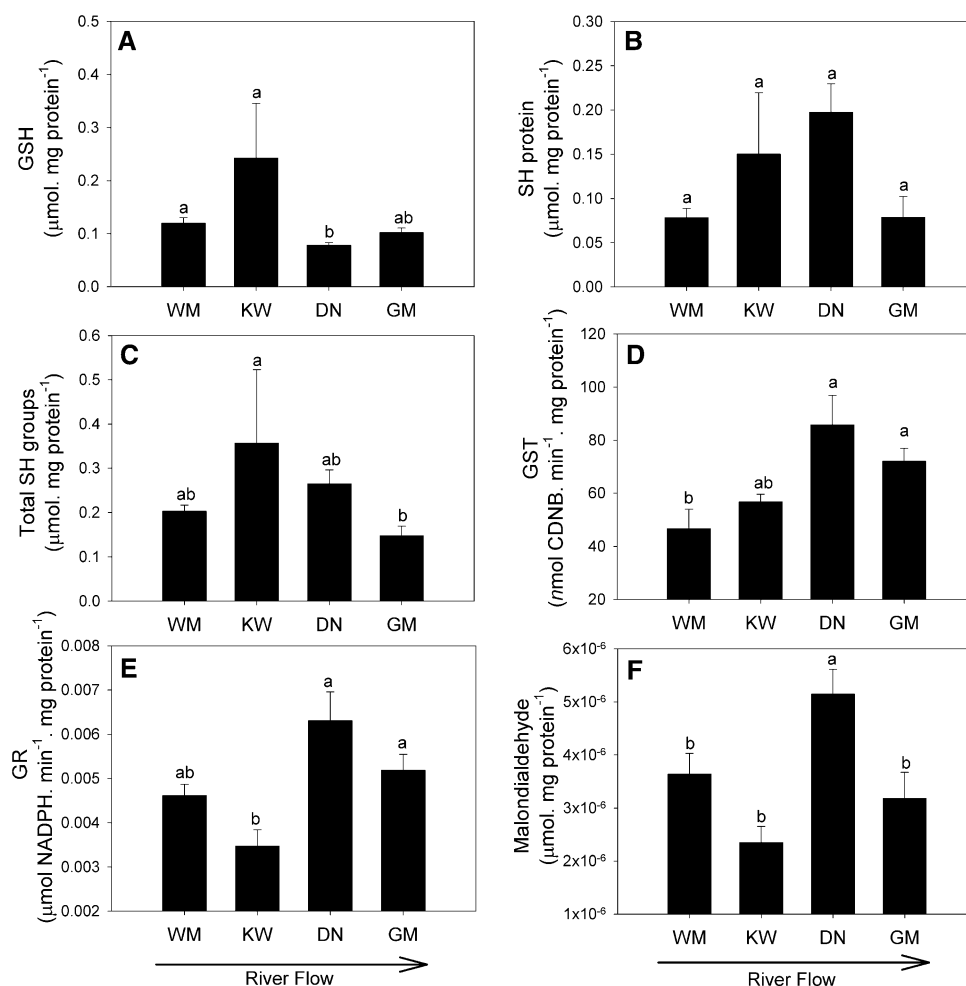 A
GSH
(µmol. mg protein⁻¹)
0.5
0.4
0.3
0.2
0.1
0.0
a
a
b
ab
WM KW DN GM
B
SH protein
(µmol. mg protein⁻¹)
0.30
0.25
0.20
0.15
0.10
0.05
0.00
a
a
a
a
WM KW DN GM
C
Total SH groups
(µmol. mg protein⁻¹)
0.6
0.5
0.4
0.3
0.2
0.1
0.0
ab
a
ab
b
WM KW DN GM
D
GST
(nmol CDNB. min⁻¹. mg protein⁻¹)
120
100
80
60
40
20
b
ab
a
a
WM KW DN GM
E
GR
(µmol NADPH. min⁻¹. mg protein⁻¹)
0.008
0.007
0.006
0.005
0.004
0.003
0.002
ab
b
a
a
WM KW DN GM
River Flow
F
Malondialdehyde
(µmol. mg protein⁻¹)
6x10⁻⁶
5x10⁻⁶
4x10⁻⁶
3x10⁻⁶
2x10⁻⁶
1x10⁻⁶
b
b
a
b
WM KW DN GM
River Flow